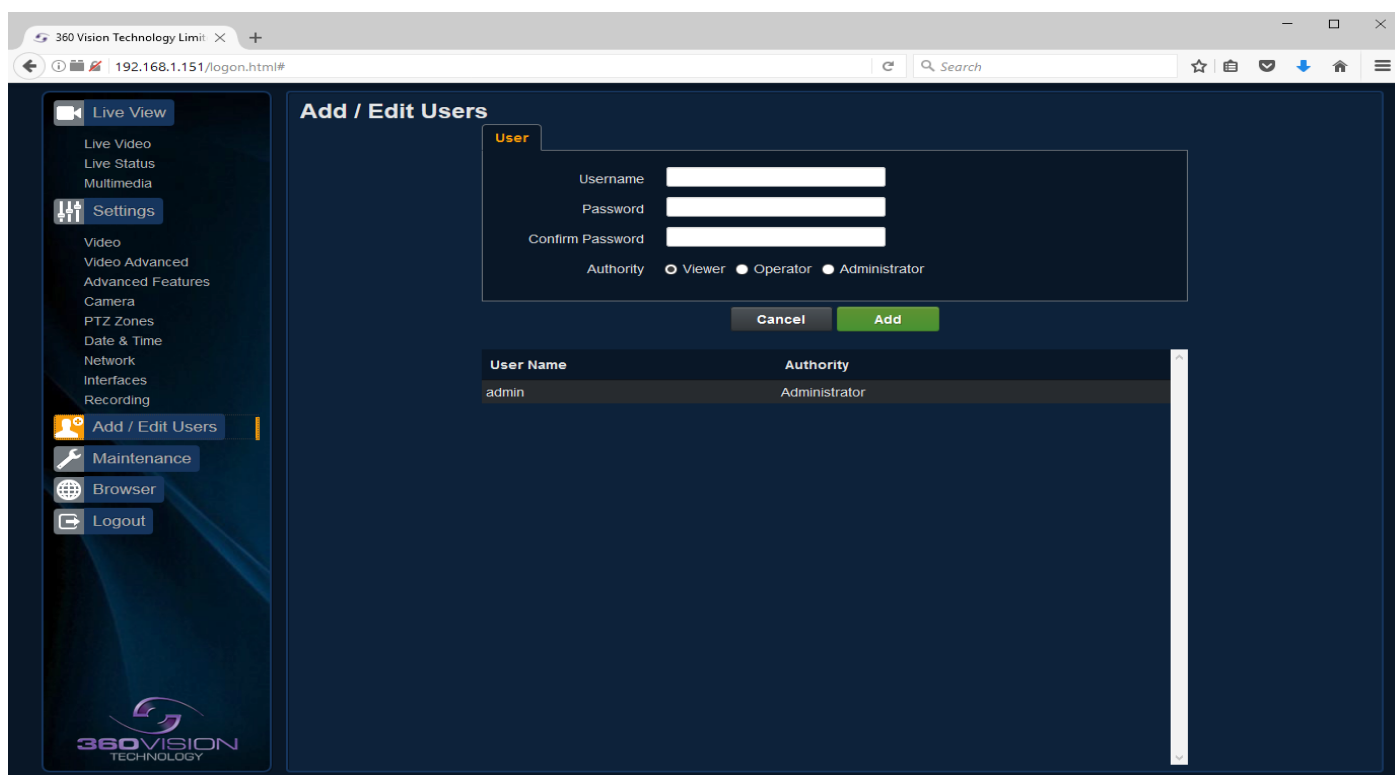 360 Vision Technology Limit
192.168.1.151/logon.html#
Search
Live View
Live Video
Live Status
Multimedia
Settings
Video
Video Advanced
Advanced Features
Camera
PTZ Zones
Date & Time
Network
Interfaces
Recording
Add / Edit Users
Maintenance
Browser
Logout
360VISION
TECHNOLOGY
Add / Edit Users
User
Username
Password
Confirm Password
Authority Viewer Operator Administrator
Cancel Add
User Name Authority
admin Administrator